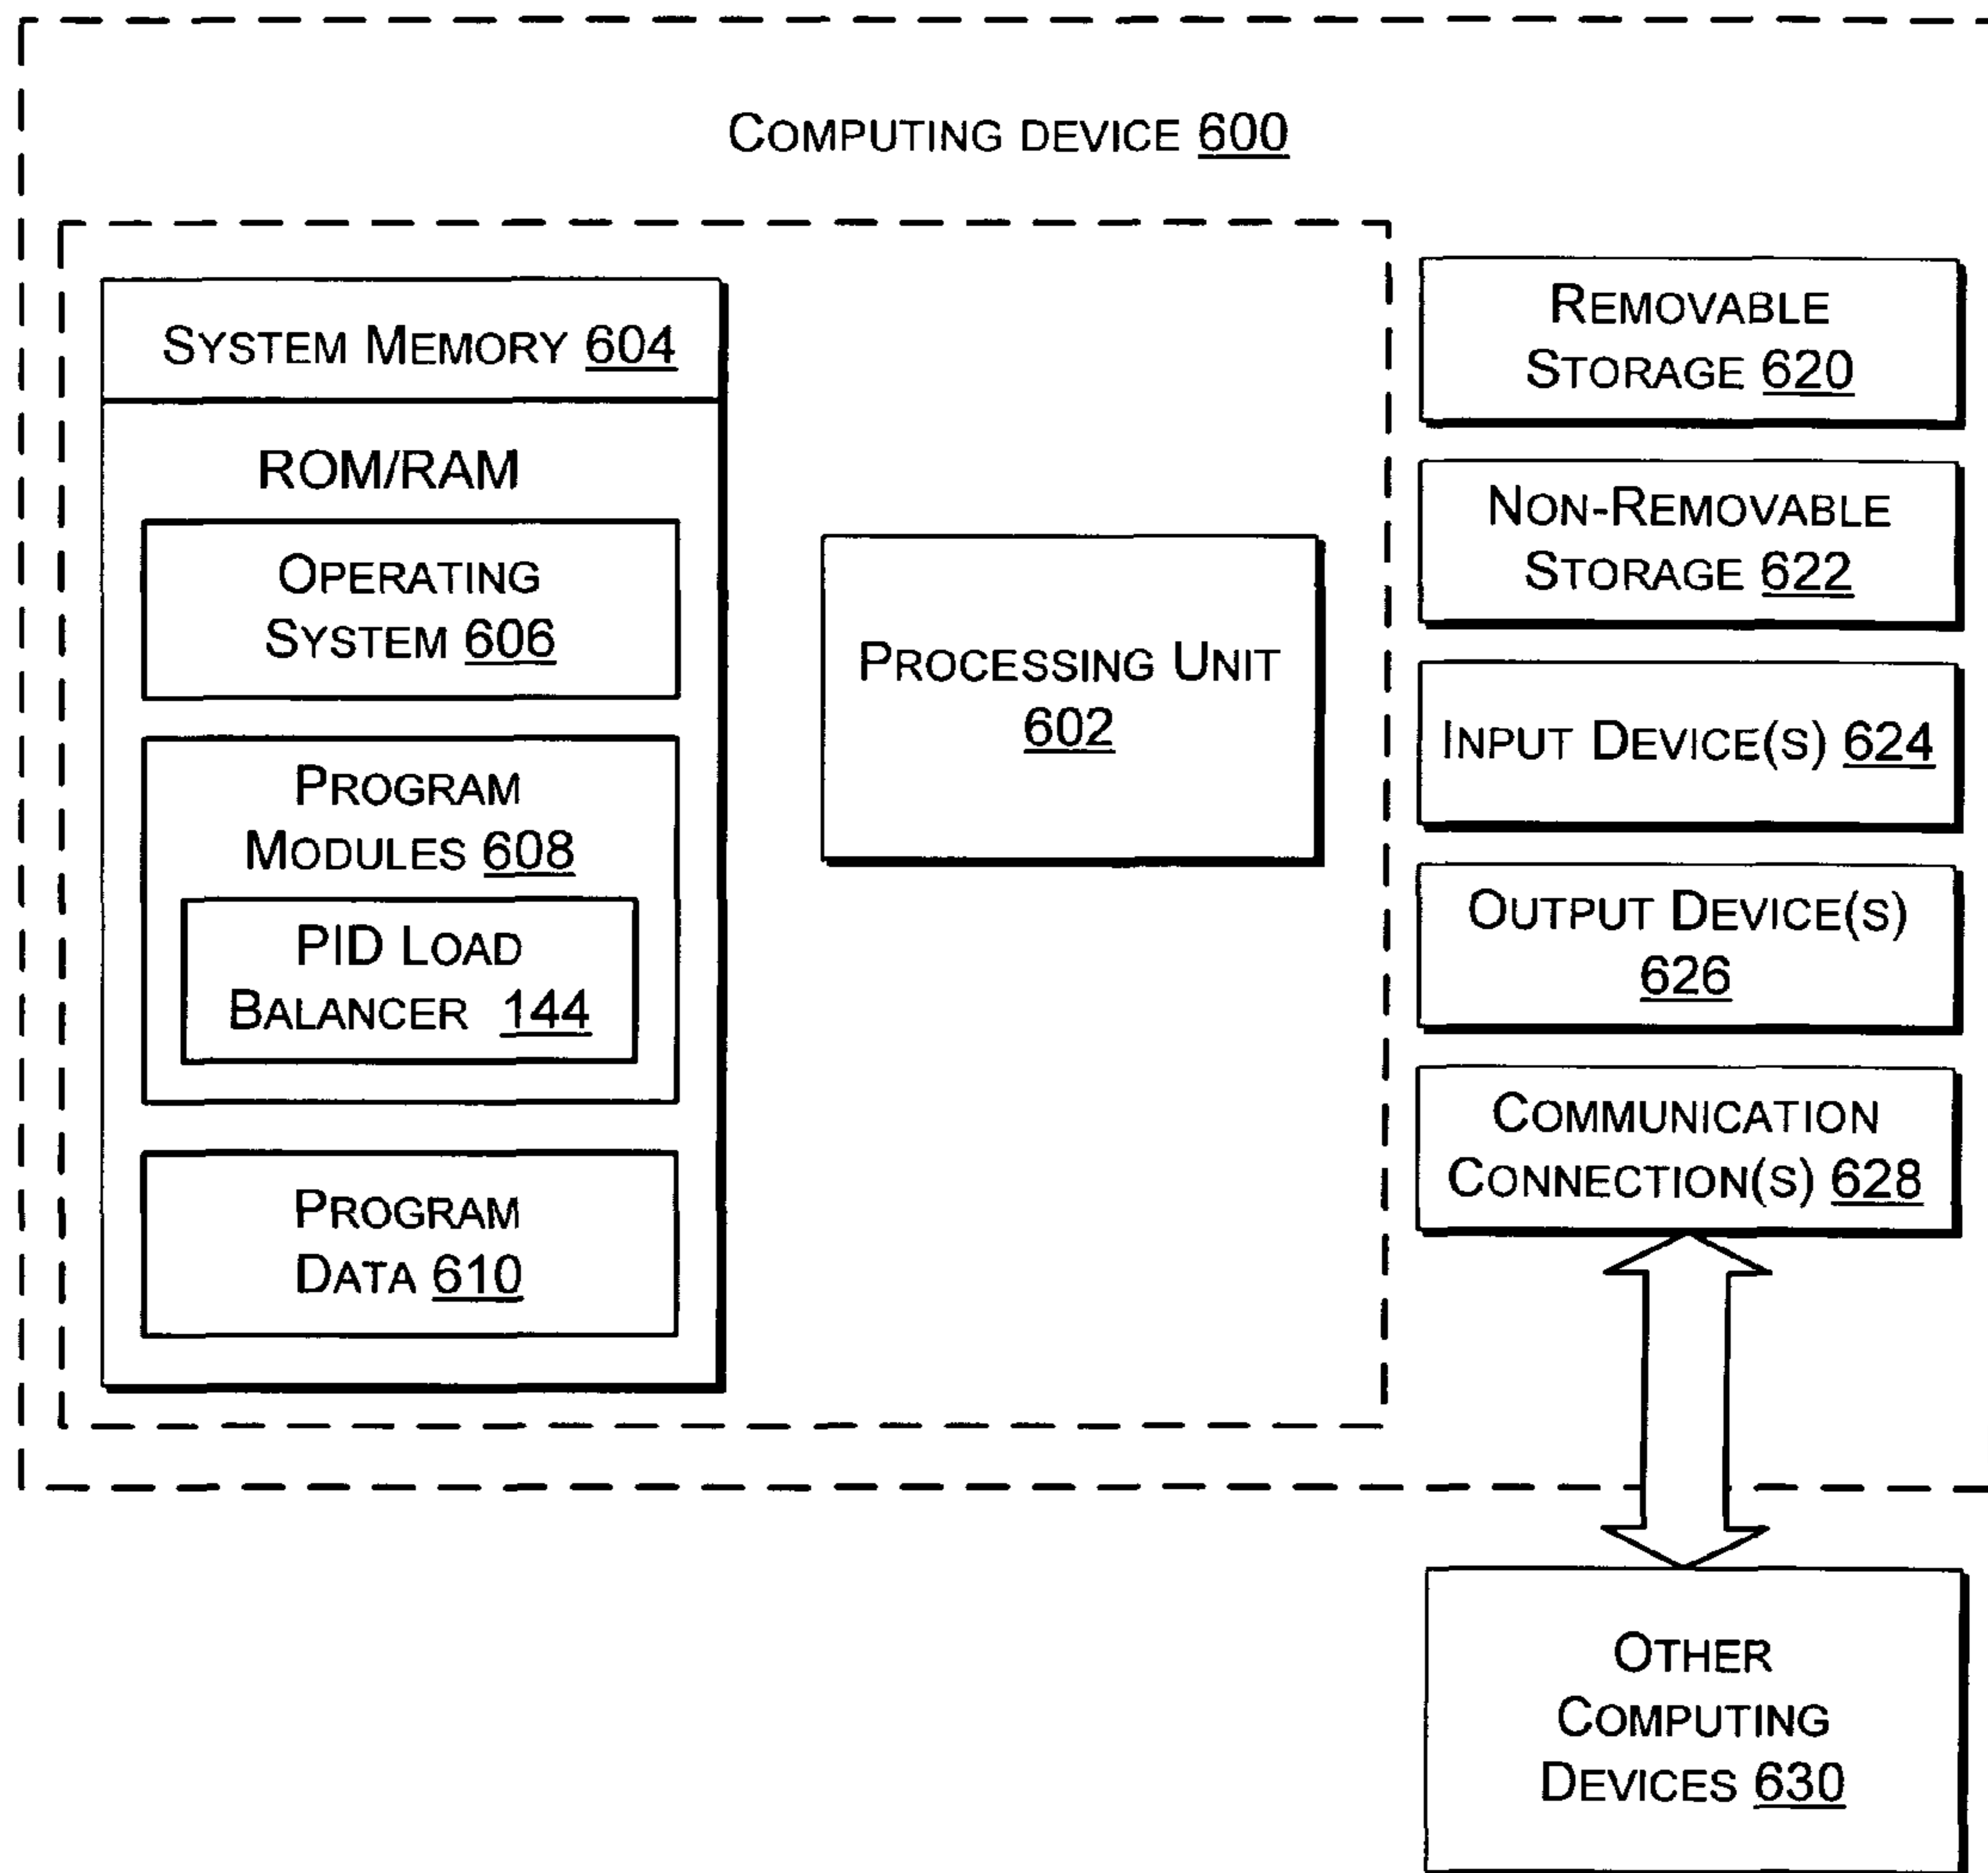 COMPUTING DEVICE 600
SYSTEM MEMORY 604
ROM/RAM
OPERATING
SYSTEM 606
PROGRAM
MODULES 608
PID LOAD
BALANCER 144
PROGRAM
DATA 610
PROCESSING UNIT
602
REMOVABLE
STORAGE 620
NON-REMOVABLE
STORAGE 622
INPUT DEVICE(S) 624
OUTPUT DEVICE(S)
626
COMMUNICATION
CONNECTION(S) 628
OTHER
COMPUTING
DEVICES 630